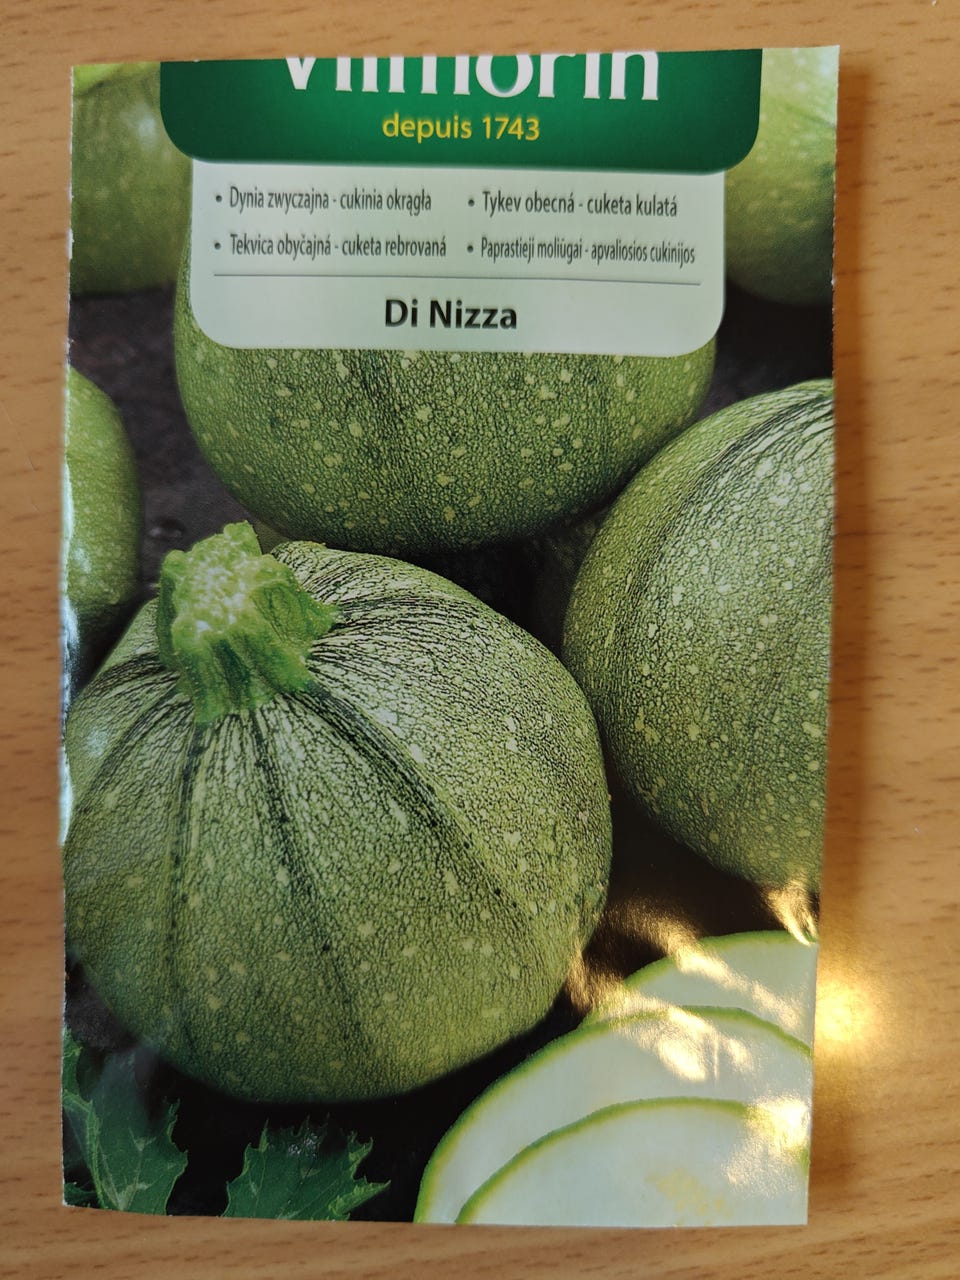 Vilmorin
depuis 1743
• Dynia zwyczajna - cukinia okrągła
• Tykev obecná - cuketa kulatá
• Tekvica obyčajná - cuketa rebrovaná
• Paprastieji moliūgai - apvaliosios cukinijos
Di Nizza